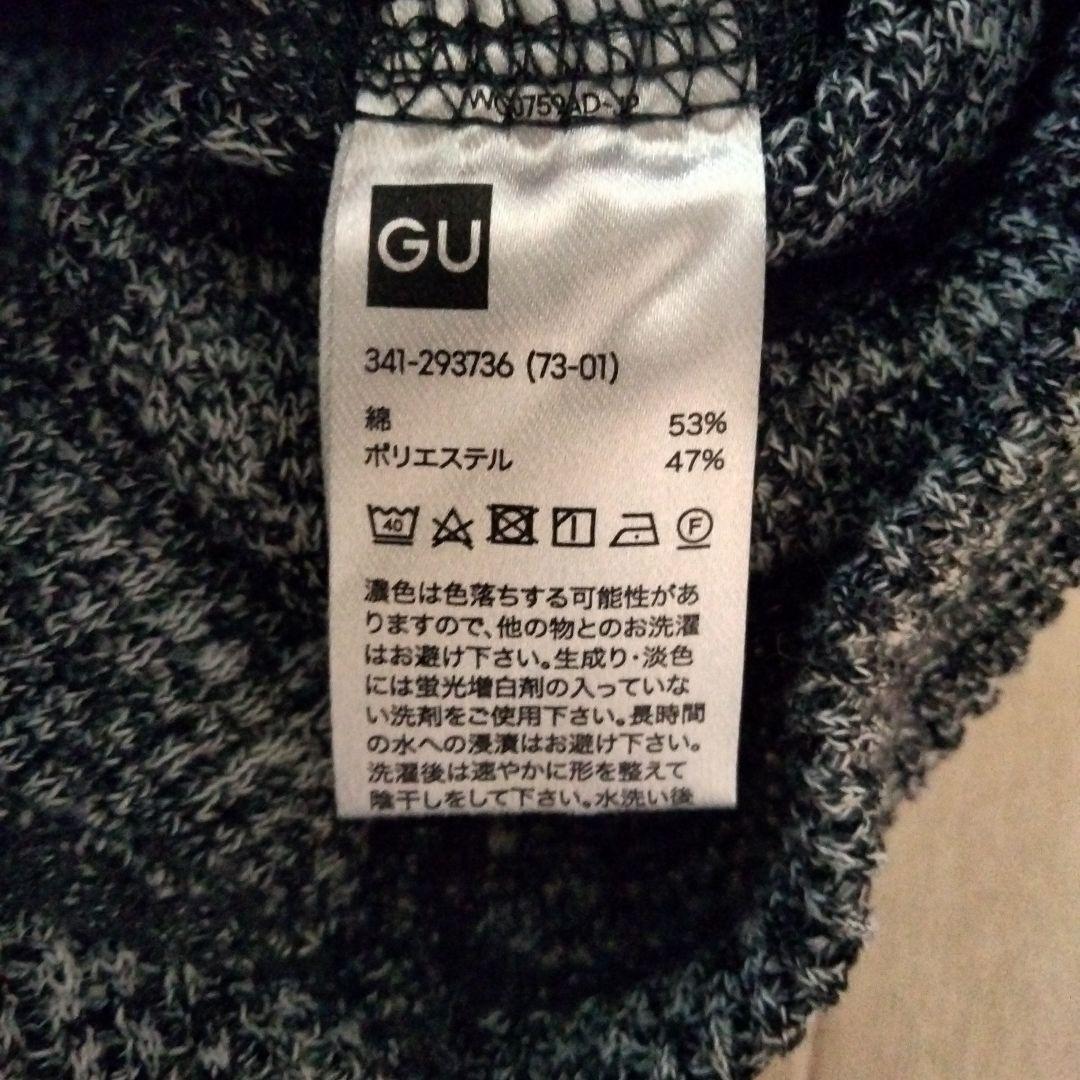 GU
341-293736 (73-01)
綿 53%
ポリエステル 47%
40
F
濃色は色落ちする可能性があ
りますので、他の物とのお洗濯
はお避け下さい。生成り・淡色
には蛍光増白剤の入っていな
い洗剤をご使用下さい。長時間
の水への浸漬はお避け下さい。
洗濯後は速やかに形を整えて
陰干しをして下さい。水洗い後